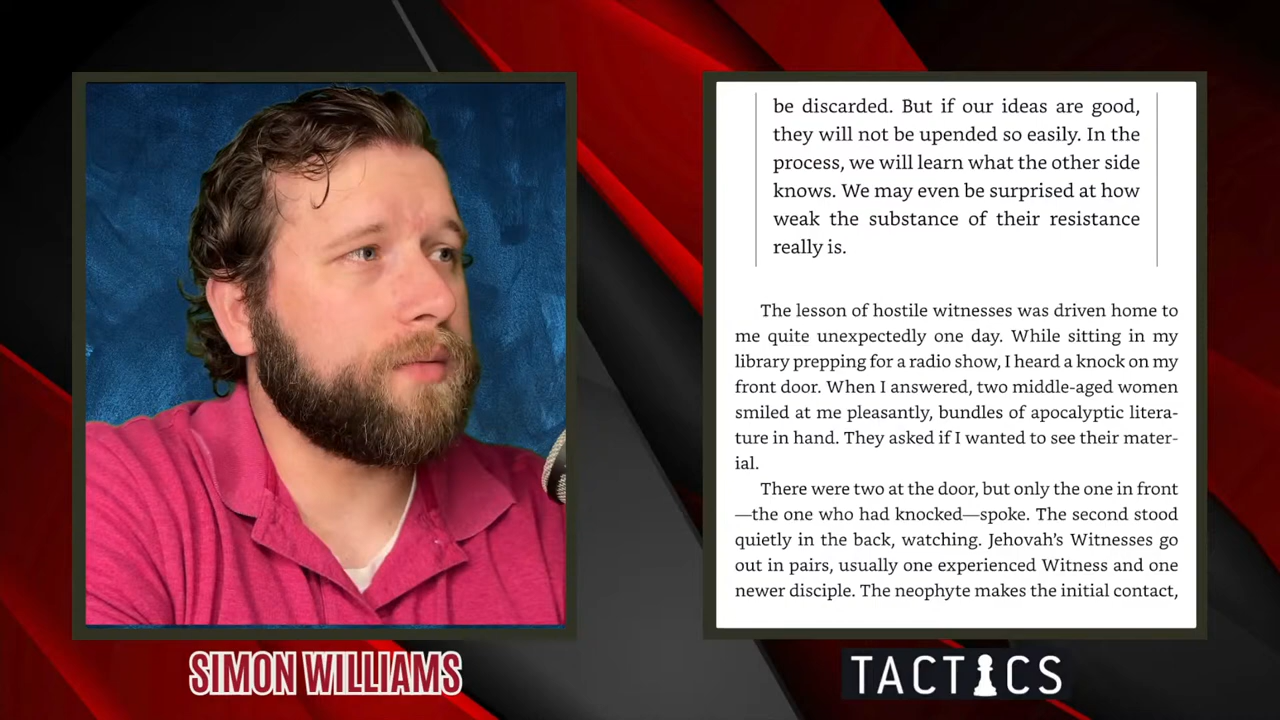 be discarded. But if our ideas are good,
they will not be upended so easily. In the
process, we will learn what the other side
knows. We may even be surprised at how
weak the substance of their resistance
really is.
The lesson of hostile witnesses was driven home to
me quite unexpectedly one day. While sitting in my
library prepping for a radio show, I heard a knock on my
front door. When I answered, two middle-aged women
smiled at me pleasantly, bundles of apocalyptic litera-
ture in hand. They asked if I wanted to see their mater-
ial.
There were two at the door, but only the one in front
—the one who had knocked—spoke. The second stood
quietly in the back, watching. Jehovah's Witnesses go
out in pairs, usually one experienced Witness and one
newer disciple. The neophyte makes the initial contact,
SIMON WILLIAMS
TACTICS